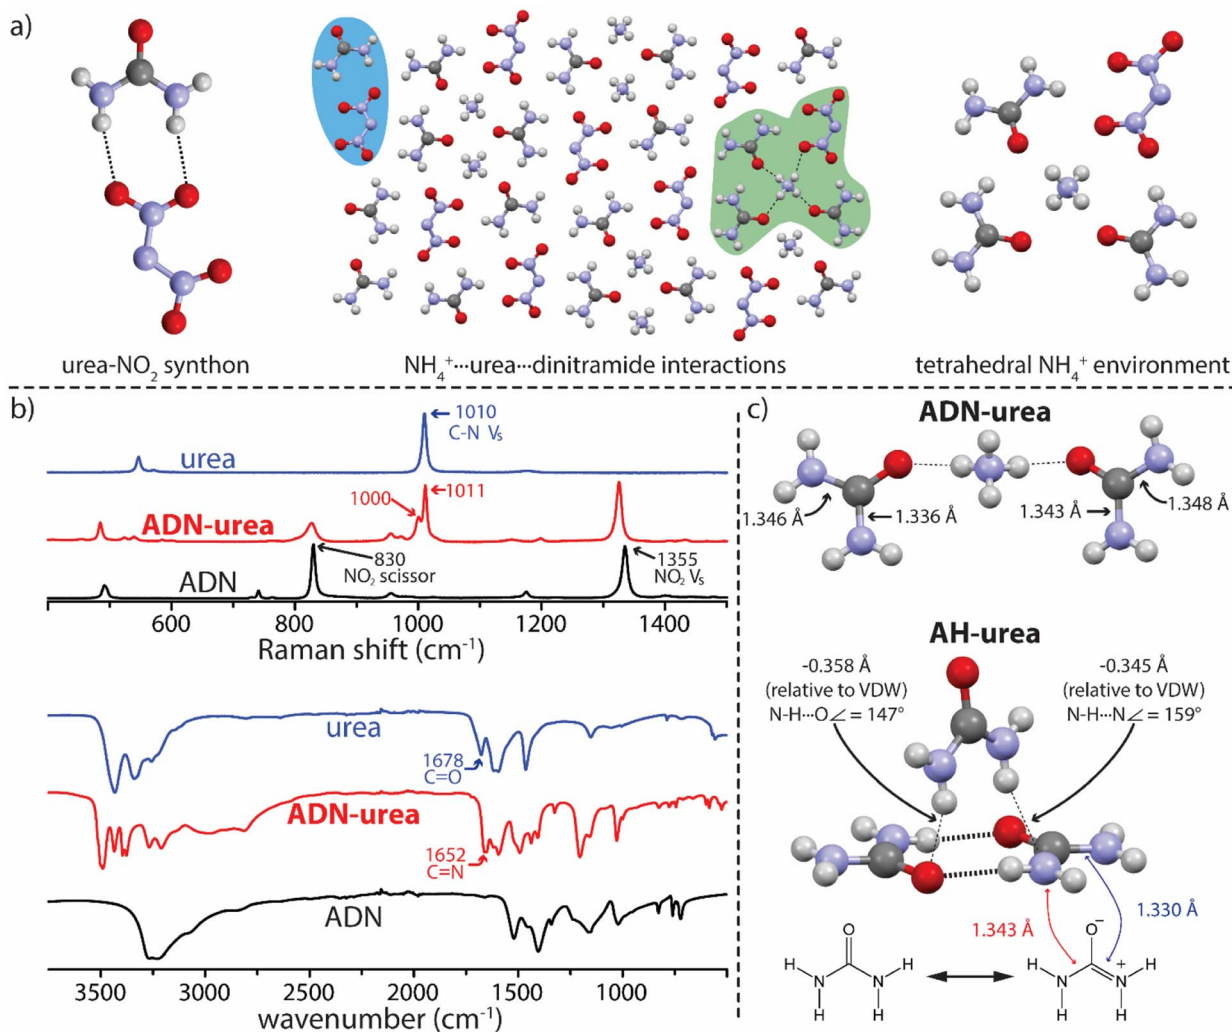 a)
urea-NO₂ synthon
NH₄⁺···urea···dinitramide interactions
tetrahedral NH₄⁺ environment
b)
urea
1010
C-N Vs
ADN-urea
1000
1011
ADN
830
NO₂ scissor
1355
NO₂ Vs
600
800
1000
1200
1400
Raman shift (cm⁻¹)
urea
1678
C=O
ADN-urea
1652
C=N
ADN
3500
3000
2500
2000
1500
1000
wavenumber (cm⁻¹)
c)
ADN-urea
1.346 Å
1.336 Å
1.343 Å
1.348 Å
AH-urea
-0.358 Å
(relative to VDW)
N-H···O∠ = 147°
-0.345 Å
(relative to VDW)
N-H···N∠ = 159°
1.343 Å
1.330 Å
O
H N N H
H H
O⁻
H N N⁺ H
H H